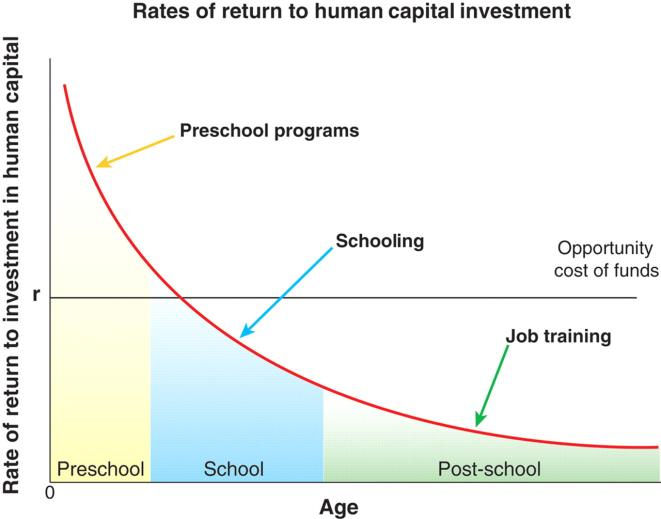 Rates of return to human capital investment
Rate of return to investment in human capital
Preschool programs
Schooling
Opportunity
cost of funds
r
Job training
Preschool
School
Post-school
0
Age